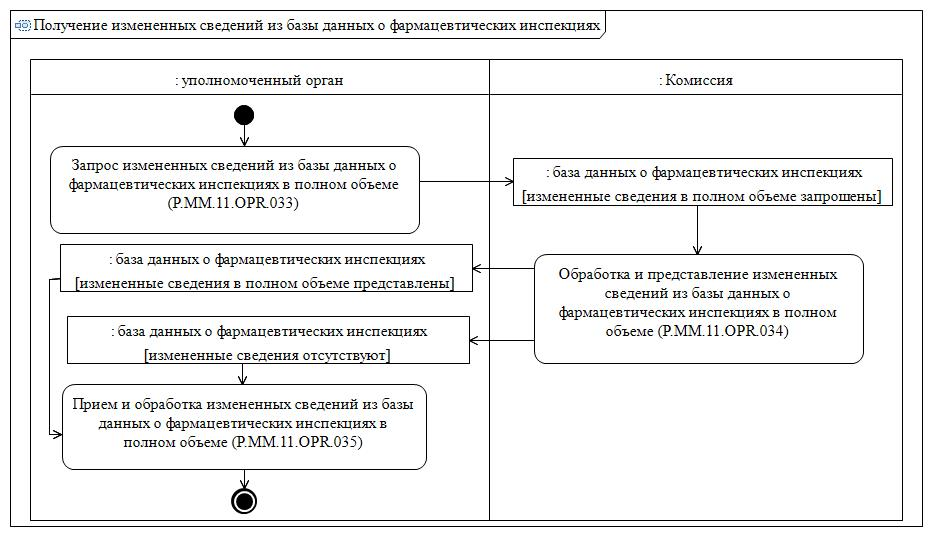 Получение измененных сведений из базы данных о фармацевтических инспекциях
: уполномоченный орган
: Комиссия
Запрос измененных сведений из базы данных о
фармацевтических инспекциях в полном объеме
(P.MM.11.OPR.033)
: база данных о фармацевтических инспекциях
[измененные сведения в полном объеме запрошены]
: база данных о фармацевтических инспекциях
[измененные сведения в полном объеме представлены]
Обработка и представление измененных
сведений из базы данных о
фармацевтических инспекциях в полном
объеме (P.MM.11.OPR.034)
: база данных о фармацевтических инспекциях
[измененные сведения отсутствуют]
Прием и обработка измененных сведений из базы
данных о фармацевтических инспекциях в
полном объеме (P.MM.11.OPR.035)